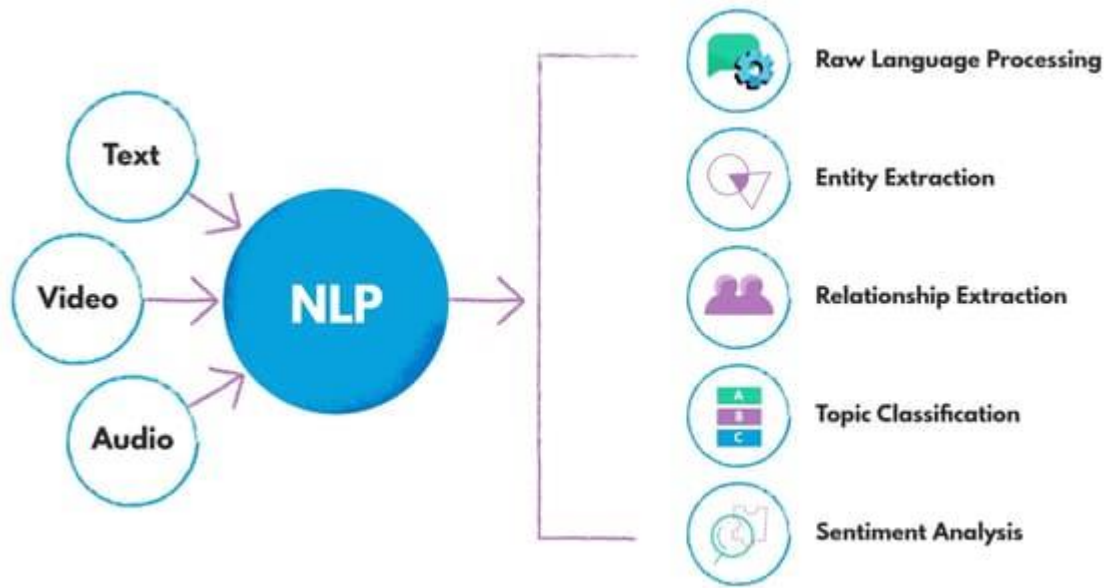 Text
Video
Audio
NLP
Raw Language Processing
Entity Extraction
Relationship Extraction
A
B
C
Topic Classification
Sentiment Analysis